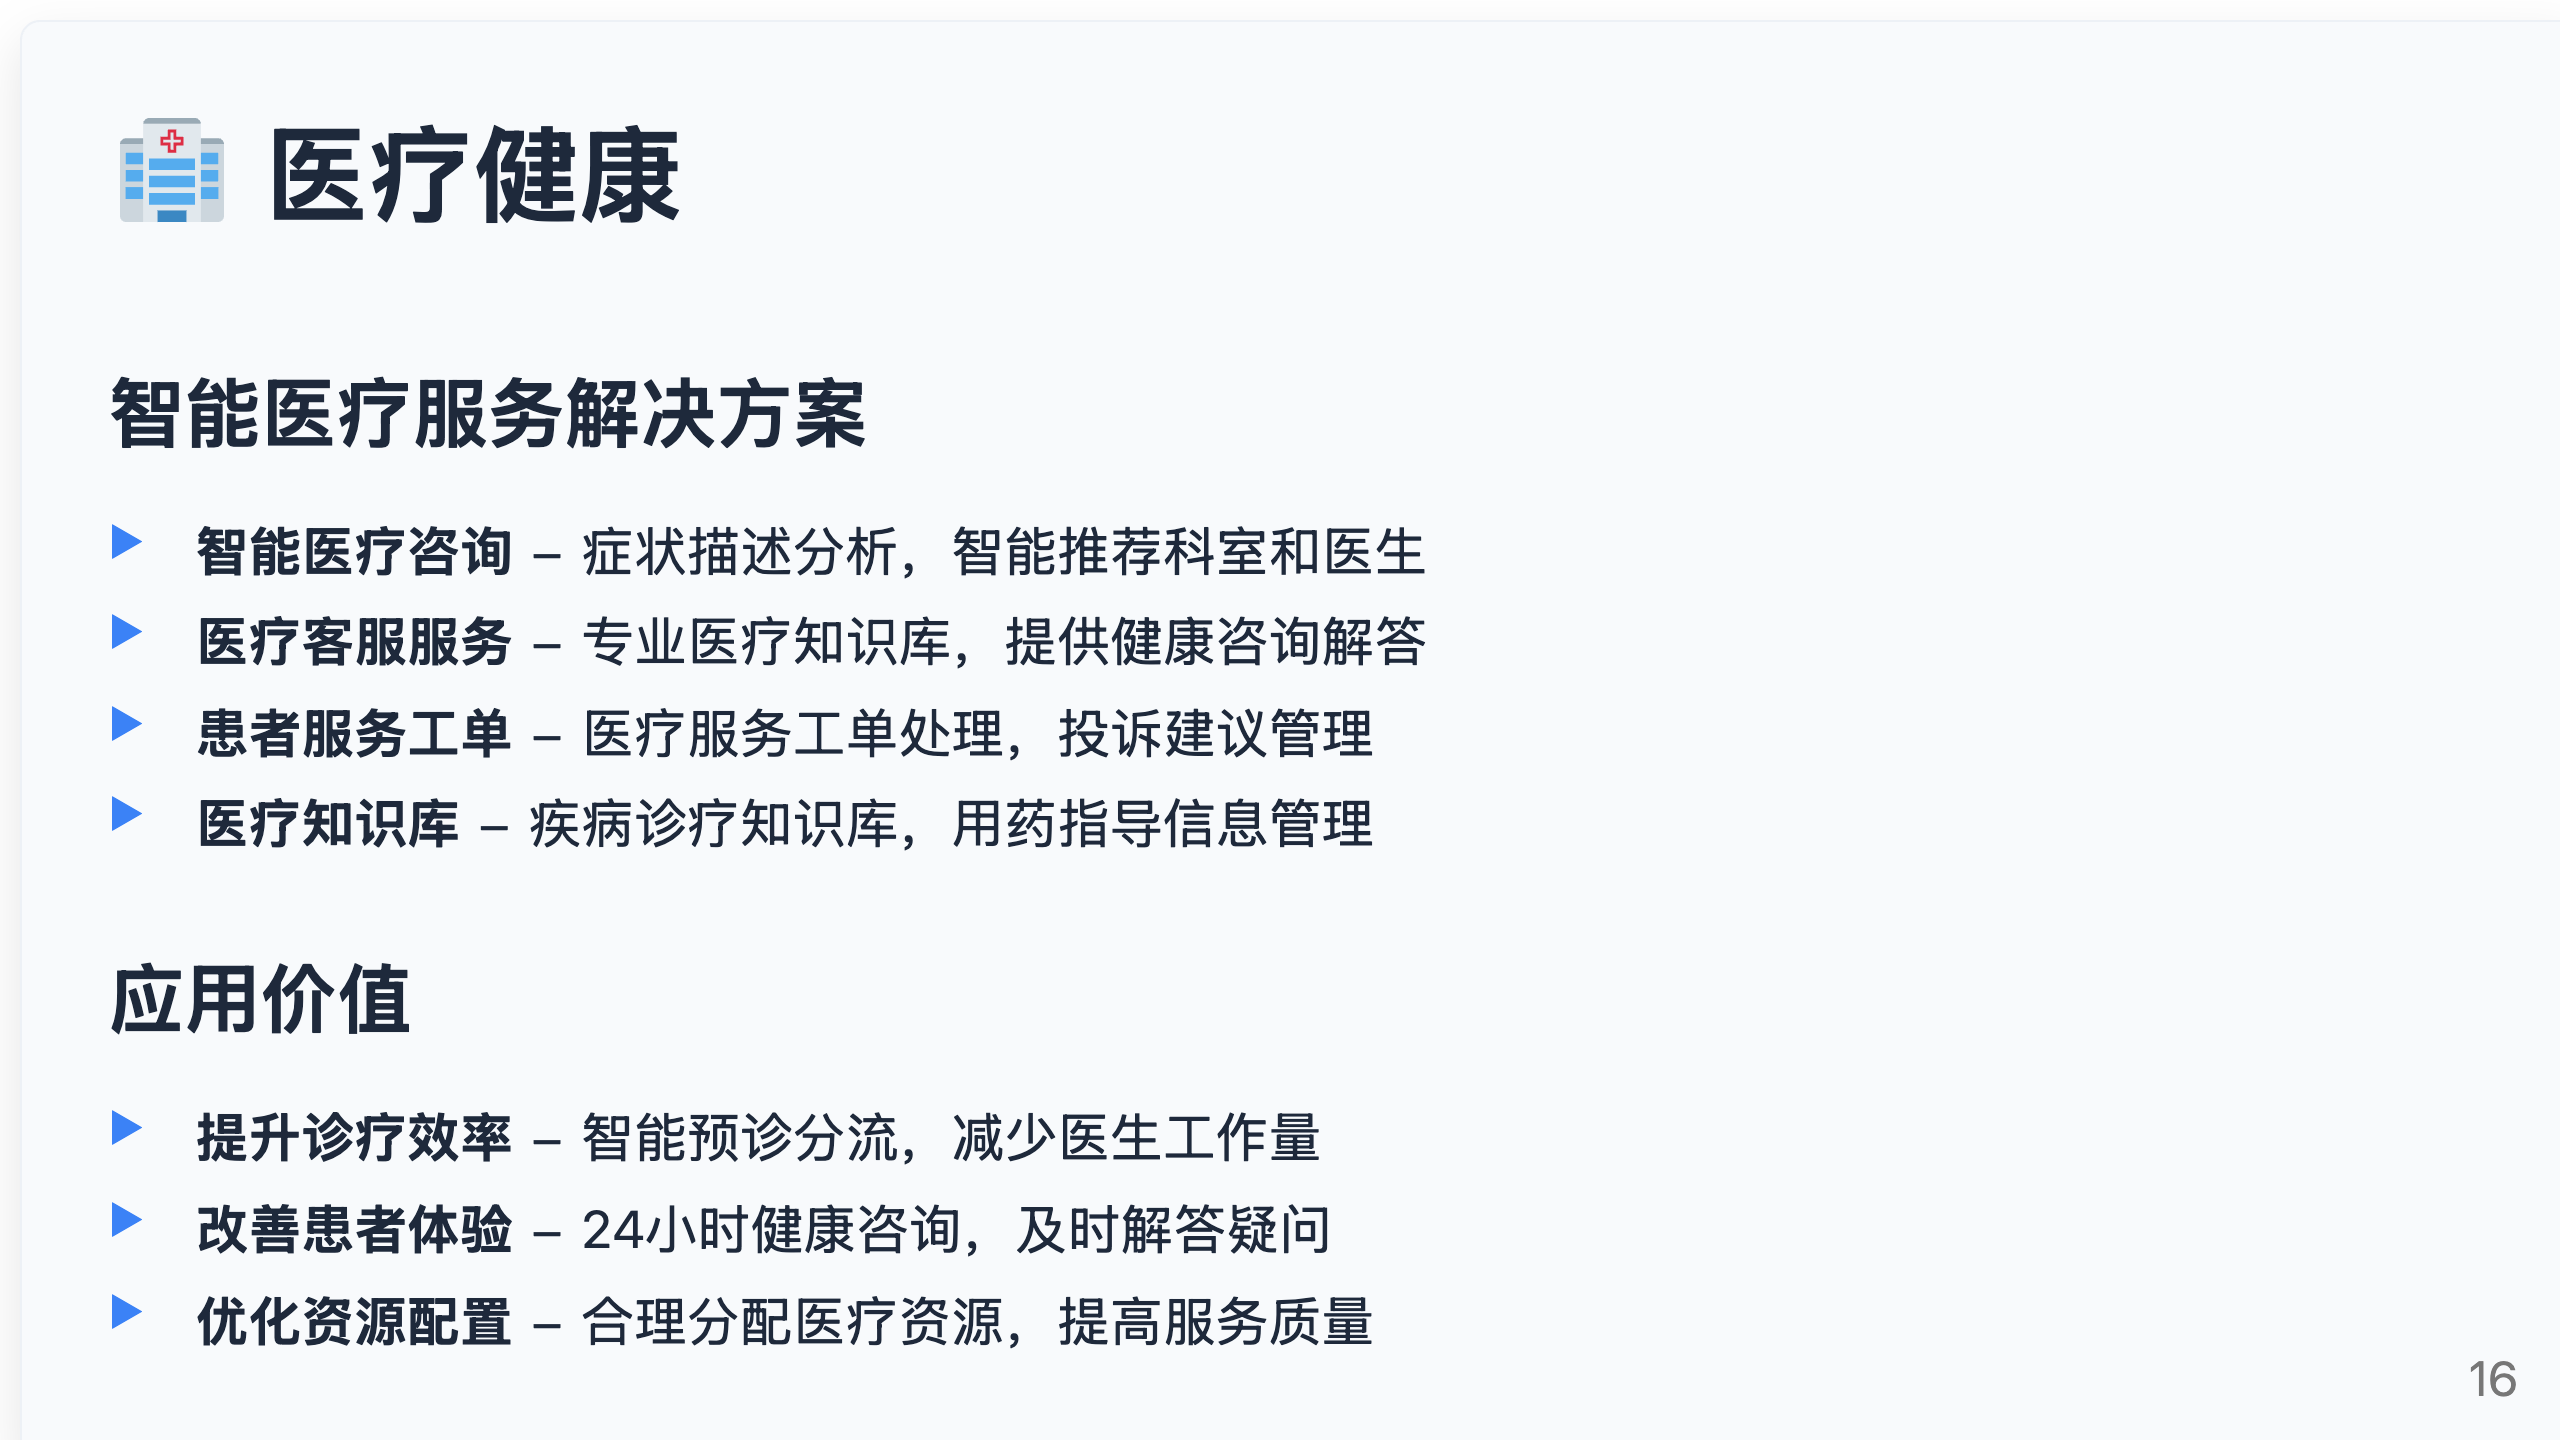 医疗健康
智能医疗服务解决方案
智能医疗咨询 – 症状描述分析，智能推荐科室和医生
医疗客服服务 – 专业医疗知识库，提供健康咨询解答
患者服务工单 – 医疗服务工单处理，投诉建议管理
医疗知识库 – 疾病诊疗知识库，用药指导信息管理
应用价值
提升诊疗效率 – 智能预诊分流，减少医生工作量
改善患者体验 – 24小时健康咨询，及时解答疑问
优化资源配置 – 合理分配医疗资源，提高服务质量
16